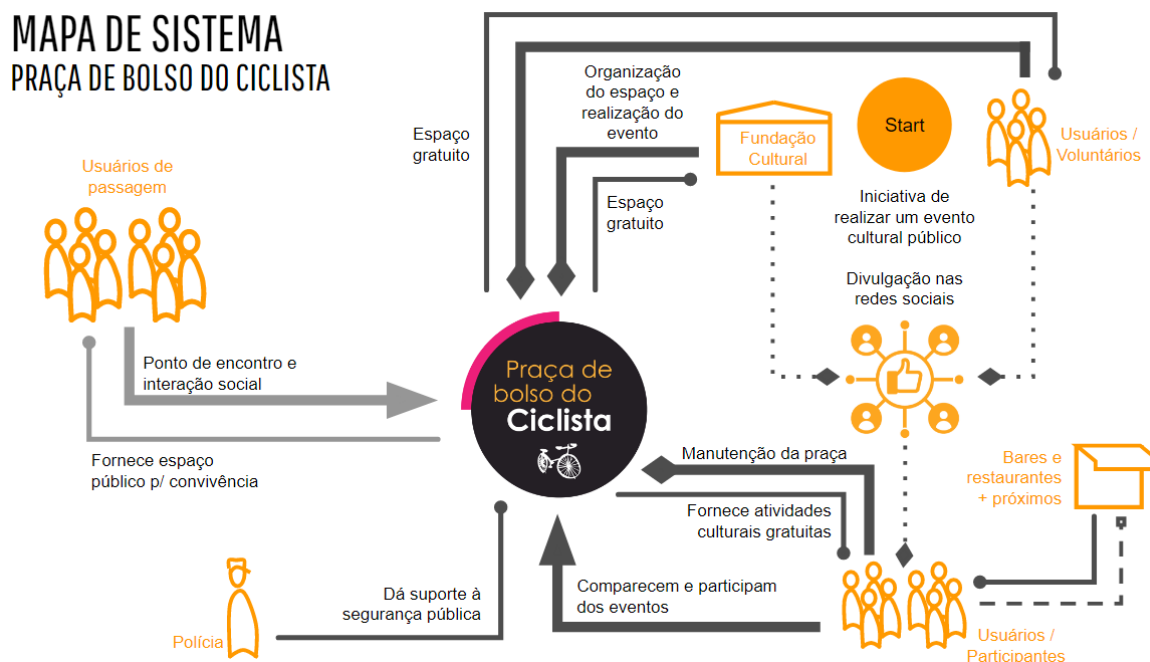 MAPA DE SISTEMA
PRAÇA DE BOLSO DO CICLISTA
Organização
do espaço e
realização do
evento
Espaço
gratuito
Fundação
Cultural
Start
Usuários /
Voluntários
Usuários de
passagem
Espaço
gratuito
Iniciativa de
realizar um evento
cultural público
Divulgação nas
redes sociais
Ponto de encontro e
interação social
Praça de
bolso do
Ciclista
Fornece espaço
público p/ convivência
Manutenção da praça
Bares e
restaurantes
+ próximos
Fornece atividades
culturais gratuitas
Dá suporte à
segurança pública
Comparecem e participam
dos eventos
Polícia
Usuários /
Participantes